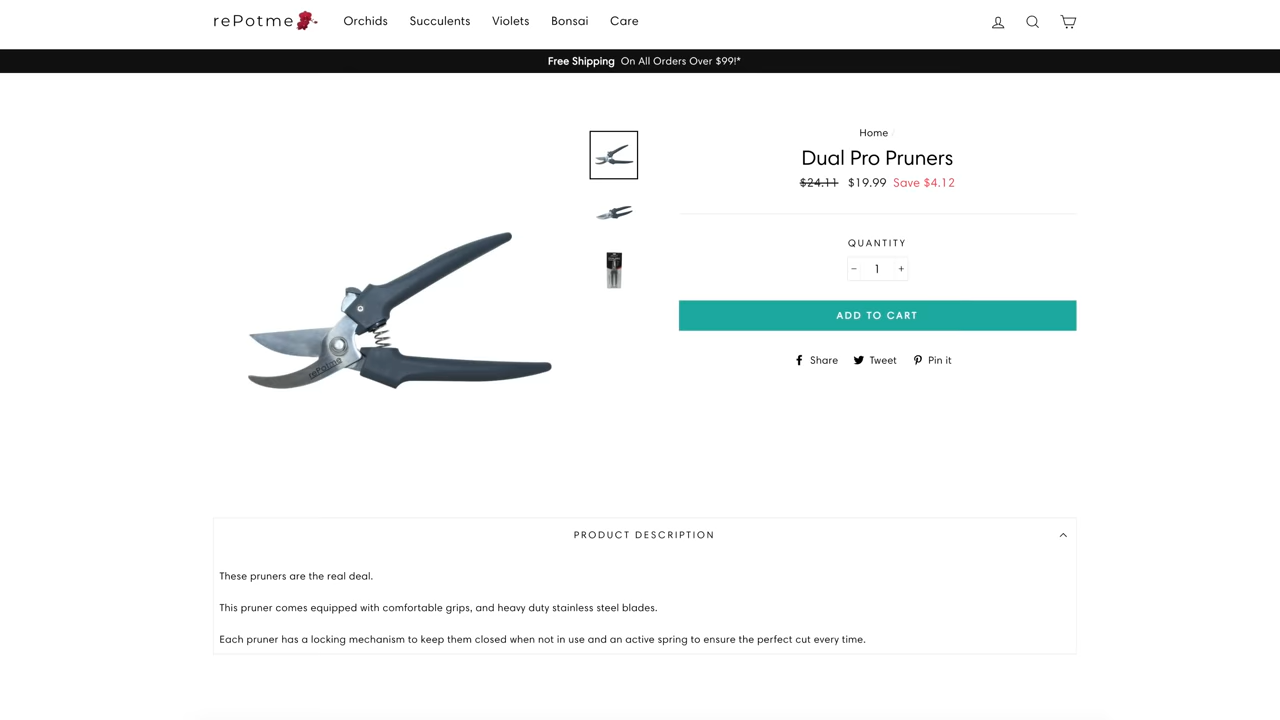 rePotme
Orchids Succulents Violets Bonsai Care
Free Shipping On All Orders Over $99!*
Home /
Dual Pro Pruners
$24.11 $19.99 Save $4.12
QUANTITY
− 1 +
ADD TO CART
Share Tweet Pin it
rePotme
PRODUCT DESCRIPTION
These pruners are the real deal.
This pruner comes equipped with comfortable grips, and heavy duty stainless steel blades.
Each pruner has a locking mechanism to keep them closed when not in use and an active spring to ensure the perfect cut every time.